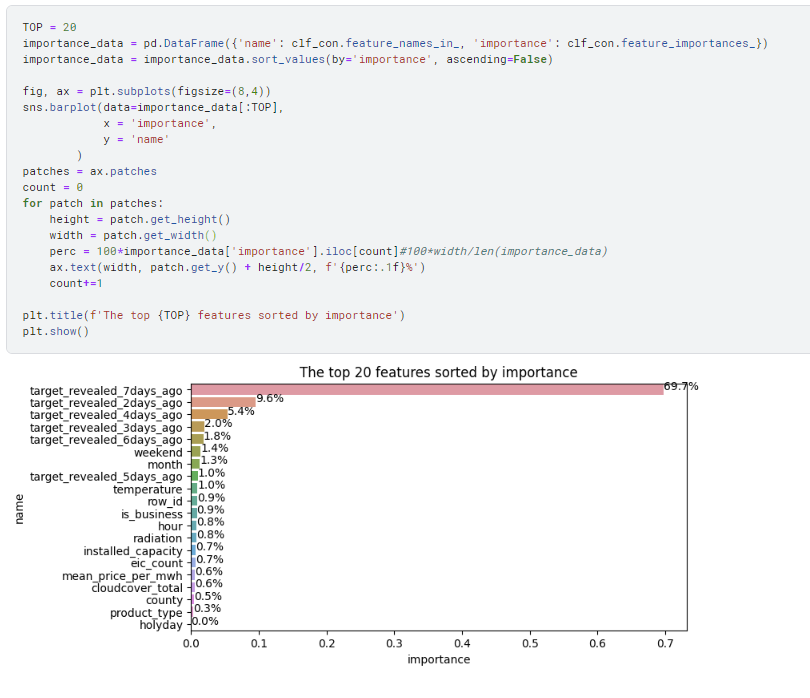 TOP = 20
importance_data = pd.DataFrame({'name': clf_con.feature_names_in_, 'importance': clf_con.feature_importances_})
importance_data = importance_data.sort_values(by='importance', ascending=False)
fig, ax = plt.subplots(figsize=(8,4))
sns.barplot(data=importance_data[:TOP],
            x = 'importance',
            y = 'name'
        )
patches = ax.patches
count = 0
for patch in patches:
    height = patch.get_height()
    width = patch.get_width()
    perc = 100*importance_data['importance'].iloc[count]#100*width/len(importance_data)
    ax.text(width, patch.get_y() + height/2, f'{perc:.1f}%')
    count+=1
plt.title(f'The top {TOP} features sorted by importance')
plt.show()
The top 20 features sorted by importance
target_revealed_7days_ago 69.7%
target_revealed_2days_ago 9.6%
target_revealed_4days_ago 5.4%
target_revealed_3days_ago 2.0%
target_revealed_6days_ago 1.8%
weekend 1.4%
month 1.3%
target_revealed_5days_ago 1.0%
temperature 1.0%
row_id 0.9%
is_business 0.9%
hour 0.8%
radiation 0.8%
installed_capacity 0.7%
eic_count 0.7%
mean_price_per_mwh 0.6%
cloudcover_total 0.6%
county 0.5%
product_type 0.3%
holyday 0.0%
name
0.0 0.1 0.2 0.3 0.4 0.5 0.6 0.7
importance